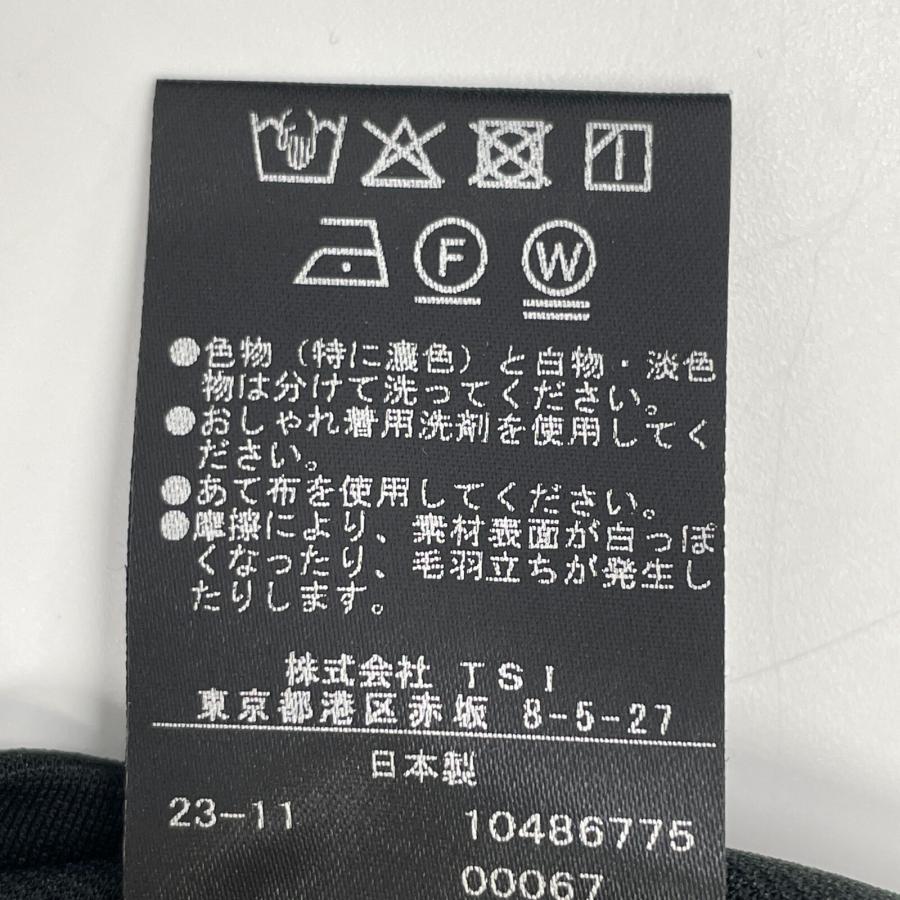 F W
●色物（特に濃色）と白物・淡色
物は分けて洗ってください。
●おしゃれ着用洗剤を使用してく
ださい。
●あて布を使用してください。
●摩擦により、素材表面が白っぽ
くなったり、毛羽立ちが発生し
たりします。
株式会社 TSI
東京都港区赤坂 8-5-27
日本製
23-11 10486775
00067